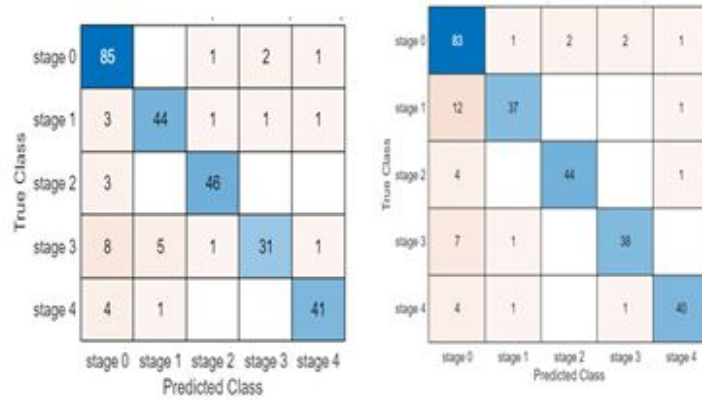 stage 0 85 1 2 1
stage 1 3 44 1 1 1
stage 2 3 46
stage 3 8 5 1 31 1
stage 4 4 1 41
stage 0 stage 1 stage 2 stage 3 stage 4
Predicted Class
True Class
stage 0 83 1 2 2 1
stage 1 12 37 1
stage 2 4 44 1
stage 3 7 1 38
stage 4 4 1 1 40
stage 0 stage 1 stage 2 stage 3 stage 4
Predicted Class
True Class